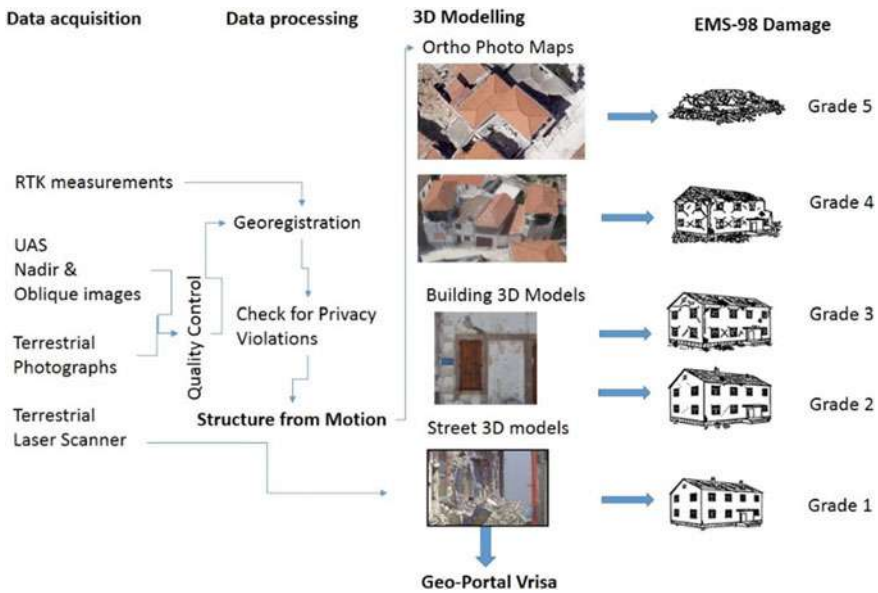 Data acquisition
Data processing
3D Modelling
EMS-98 Damage
Ortho Photo Maps
Grade 5
RTK measurements
Georegistration
Grade 4
UAS
Nadir &
Oblique images
Quality Control
Check for Privacy
Violations
Building 3D Models
Grade 3
Terrestrial
Photographs
Grade 2
Structure from Motion
Terrestrial
Laser Scanner
Street 3D models
Grade 1
Geo-Portal Vrisa